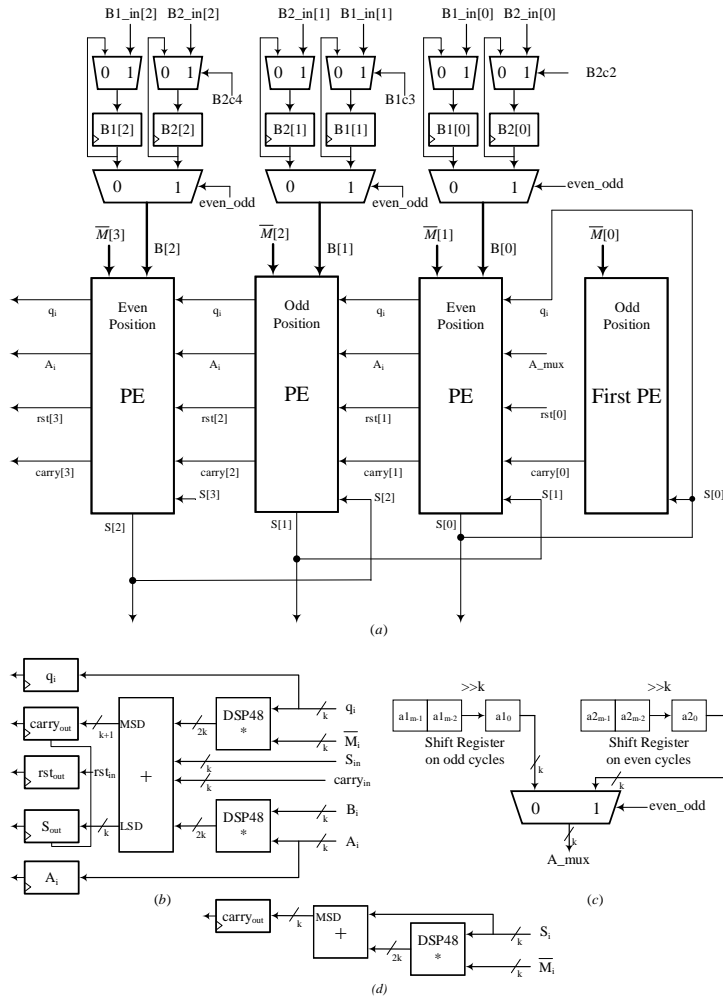 B1_in[2] B2_in[2] B2_in[1] B1_in[1] B1_in[0] B2_in[0]
0 1 0 1 0 1 0 1 0 1 0 1
B2c4 B1c3 B2c2
B1[2] B2[2] B2[1] B1[1] B1[0] B2[0]
0 1 0 1 0 1
even_odd even_odd even_odd
M̅[3] B[2] M̅[2] B[1] M̅[1] B[0] M̅[0]
Even Position Odd Position Even Position Odd Position
qi qi qi qi
Ai Ai Ai A_mux
PE PE PE First PE
rst[3] rst[2] rst[1] rst[0]
carry[3] carry[2] carry[1] carry[0]
S[3] S[2] S[1] S[0]
S[2] S[1] S[0]
(a)
qi
carryout
rstout
Sout
Ai
k+1
k
MSD
rstin
LSD
+
2k
2k
DSP48
*
DSP48
*
k qi
k M̅i
k Sin
k carryin
k Bi
k Ai
(b)
>>k >>k
a1m-1 a1m-2 a10 a2m-1 a2m-2 a20
Shift Register on odd cycles
Shift Register on even cycles
k k
0 1
even_odd
k
A_mux
(c)
carryout
k
MSD
+
2k
DSP48
*
k Si
k M̅i
(d)